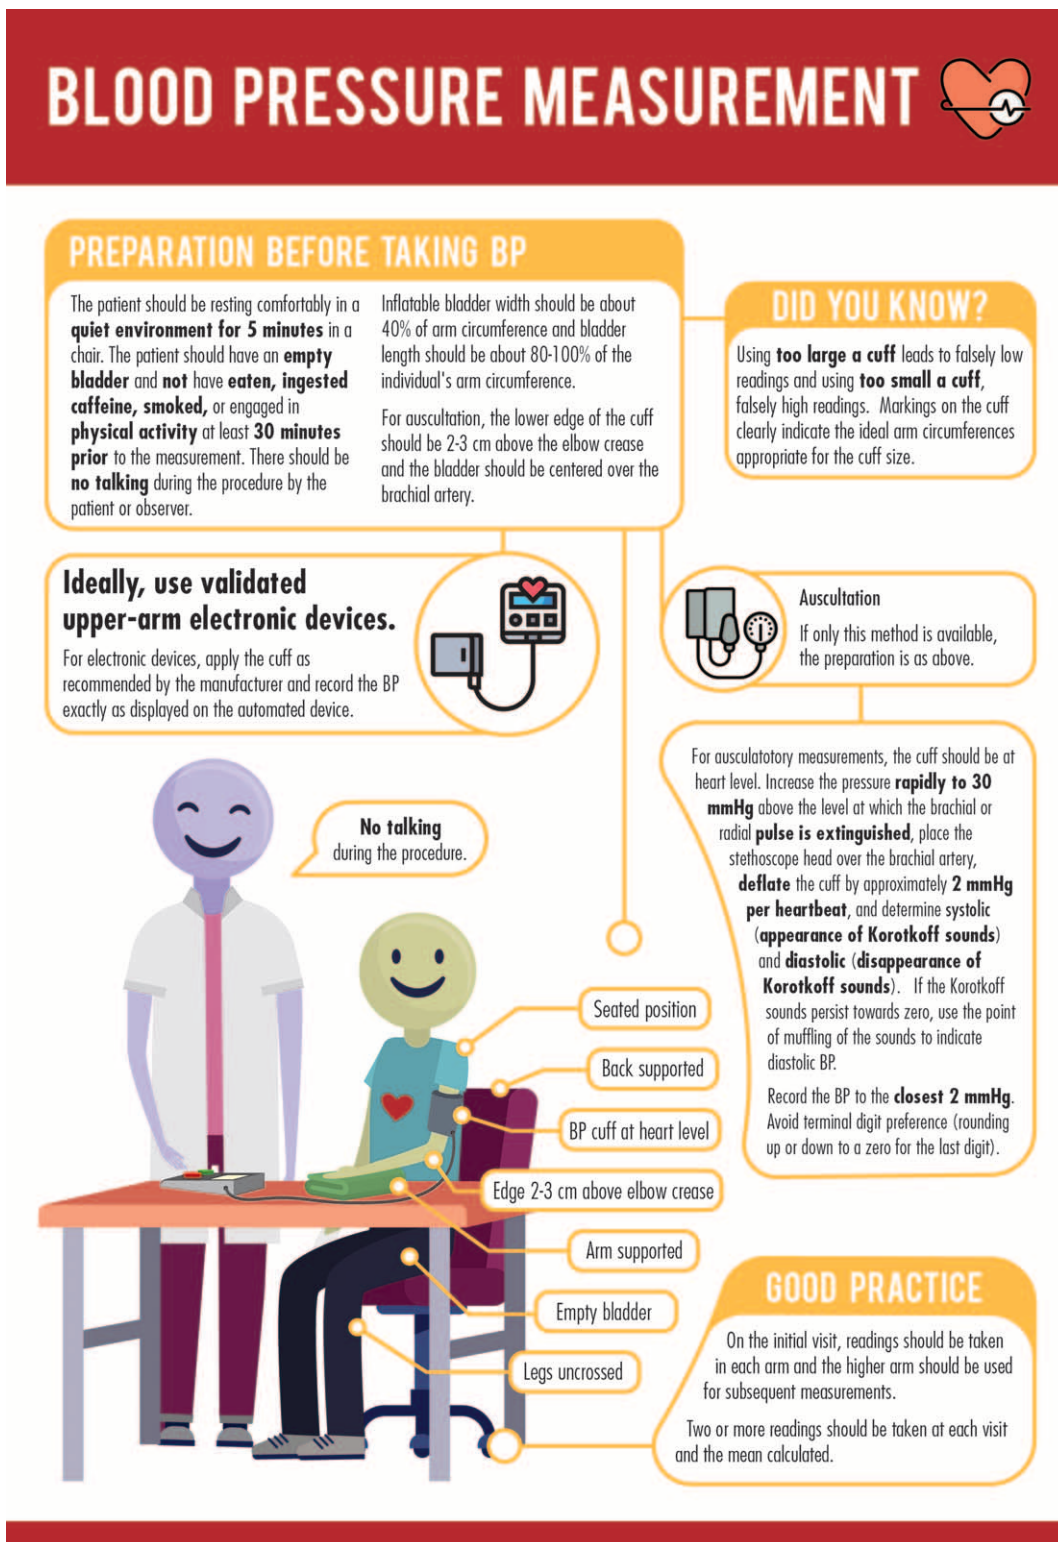 BLOOD PRESSURE MEASUREMENT
PREPARATION BEFORE TAKING BP
The patient should be resting comfortably in a
quiet environment for 5 minutes in a
chair. The patient should have an empty
bladder and not have eaten, ingested
caffeine, smoked, or engaged in
physical activity at least 30 minutes
prior to the measurement. There should be
no talking during the procedure by the
patient or observer.
Inflatable bladder width should be about
40% of arm circumference and bladder
length should be about 80-100% of the
individual's arm circumference.
For auscultation, the lower edge of the cuff
should be 2-3 cm above the elbow crease
and the bladder should be centered over the
brachial artery.
DID YOU KNOW?
Using too large a cuff leads to falsely low
readings and using too small a cuff,
falsely high readings. Markings on the cuff
clearly indicate the ideal arm circumferences
appropriate for the cuff size.
Ideally, use validated
upper-arm electronic devices.
For electronic devices, apply the cuff as
recommended by the manufacturer and record the BP
exactly as displayed on the automated device.
Auscultation
If only this method is available,
the preparation is as above.
For ausculatotory measurements, the cuff should be at
heart level. Increase the pressure rapidly to 30
mmHg above the level at which the brachial or
radial pulse is extinguished, place the
stethoscope head over the brachial artery,
deflate the cuff by approximately 2 mmHg
per heartbeat, and determine systolic
(appearance of Korotkoff sounds)
and diastolic (disappearance of
Korotkoff sounds). If the Korotkoff
sounds persist towards zero, use the point
of muffling of the sounds to indicate
diastolic BP.
Record the BP to the closest 2 mmHg.
Avoid terminal digit preference (rounding
up or down to a zero for the last digit).
No talking
during the procedure.
Seated position
Back supported
BP cuff at heart level
Edge 2-3 cm above elbow crease
Arm supported
Empty bladder
Legs uncrossed
GOOD PRACTICE
On the initial visit, readings should be taken
in each arm and the higher arm should be used
for subsequent measurements.
Two or more readings should be taken at each visit
and the mean calculated.